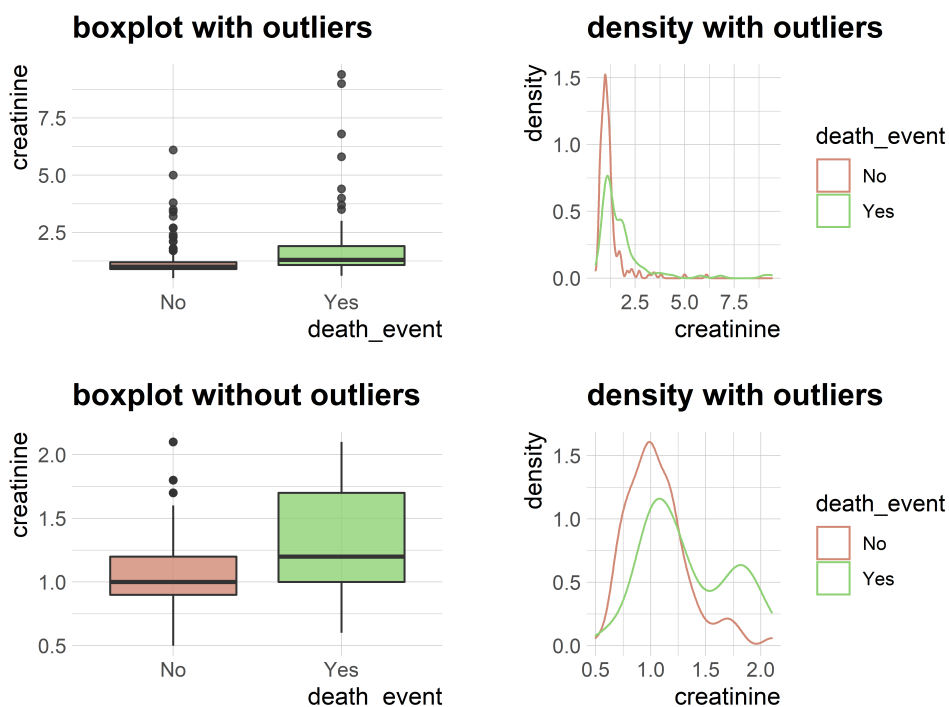 boxplot with outliers
creatinine
7.5
5.0
2.5
No Yes
death_event
density with outliers
density
1.5
1.0
0.5
0.0
2.5 5.0 7.5
creatinine
death_event
No
Yes
boxplot without outliers
creatinine
2.0
1.5
1.0
0.5
No Yes
death_event
density with outliers
density
1.5
1.0
0.5
0.0
0.5 1.0 1.5 2.0
creatinine
death_event
No
Yes